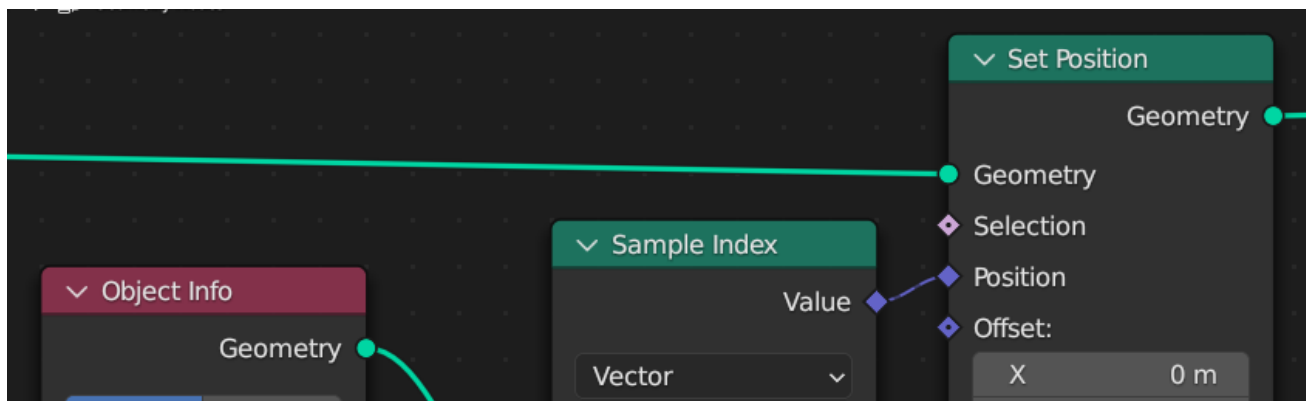 Set Position
Geometry
Geometry
Selection
Sample Index
Position
Object Info
Value
Offset:
Geometry
Vector
X 0 m